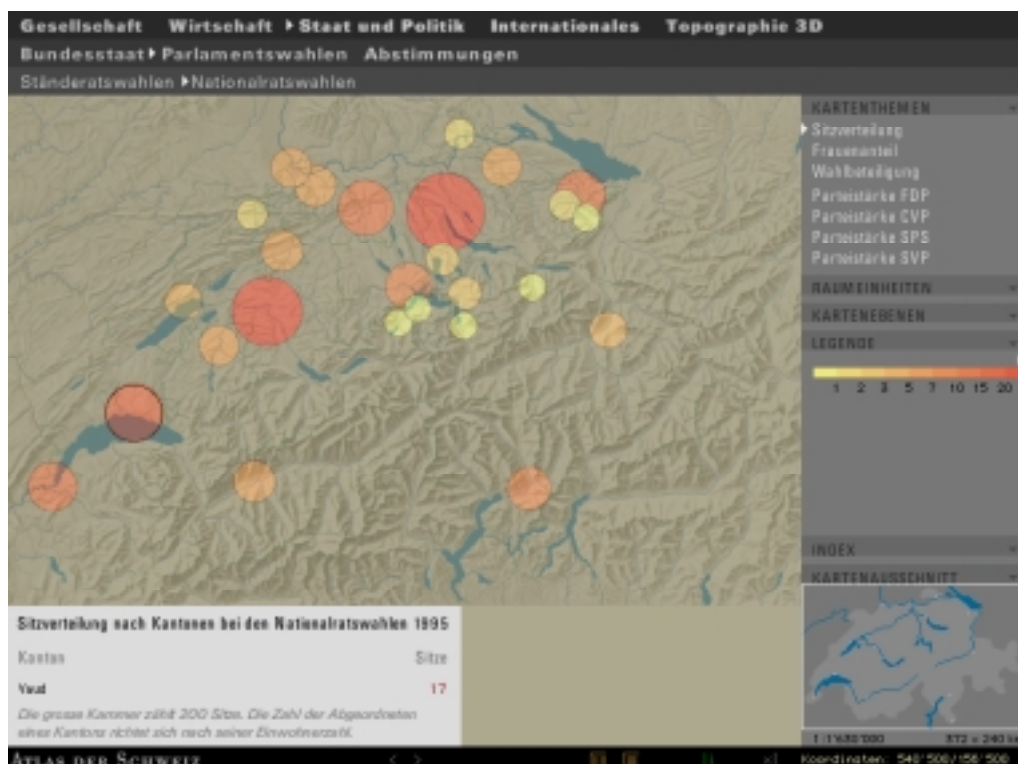 Gesellschaft Wirtschaft Staat und Politik Internationales Topographie 3D
Bundesstaat Parlamentswahlen Abstimmungen
Ständeratswahlen Nationalratswahlen
KARTENTHEMEN
Sitzverteilung
Frauenanteil
Wahlbeteiligung
Parteistärke FDP
Parteistärke CVP
Parteistärke SPS
Parteistärke SVP
RAUMEINHEITEN
KARTENEBENEN
LEGENDE
1 2 3 5 7 10 15 20
INDEX
KARTENAUSSCHNITT
Sitzverteilung nach Kantonen bei den Nationalratswahlen 1995
Kanton Sitze
Vaud 17
Die grosse Kammer zählt 200 Sitze. Die Zahl der Abgeordneten
eines Kantons richtet sich nach seiner Einwohnerzahl.
ATLAS DER SCHWEIZ
Koordinaten: